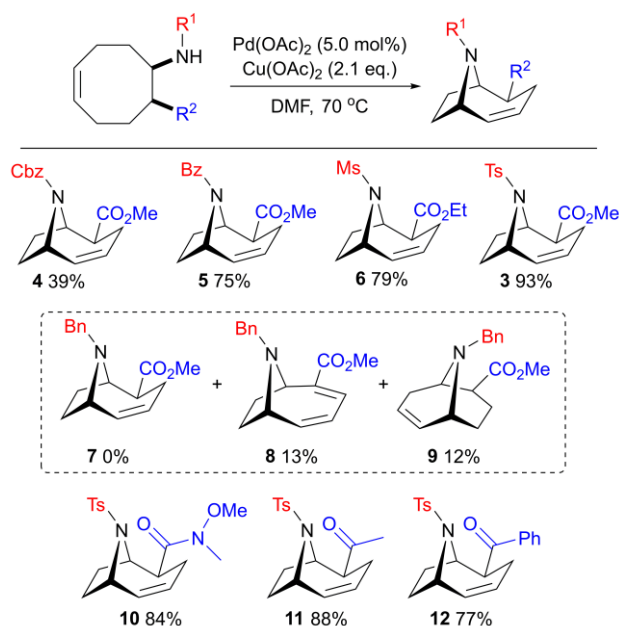 R¹
NH
R²
Pd(OAc)₂ (5.0 mol%)
Cu(OAc)₂ (2.1 eq.)
DMF, 70 °C
R¹
N
R²
Cbz
N
CO₂Me
4 39%
Bz
N
CO₂Me
5 75%
Ms
N
CO₂Et
6 79%
Ts
N
CO₂Me
3 93%
Bn
N
CO₂Me
7 0%
+
Bn
N
CO₂Me
8 13%
+
Bn
N
CO₂Me
9 12%
Ts
N
O
OMe
N
10 84%
Ts
N
O
11 88%
Ts
N
O
Ph
12 77%